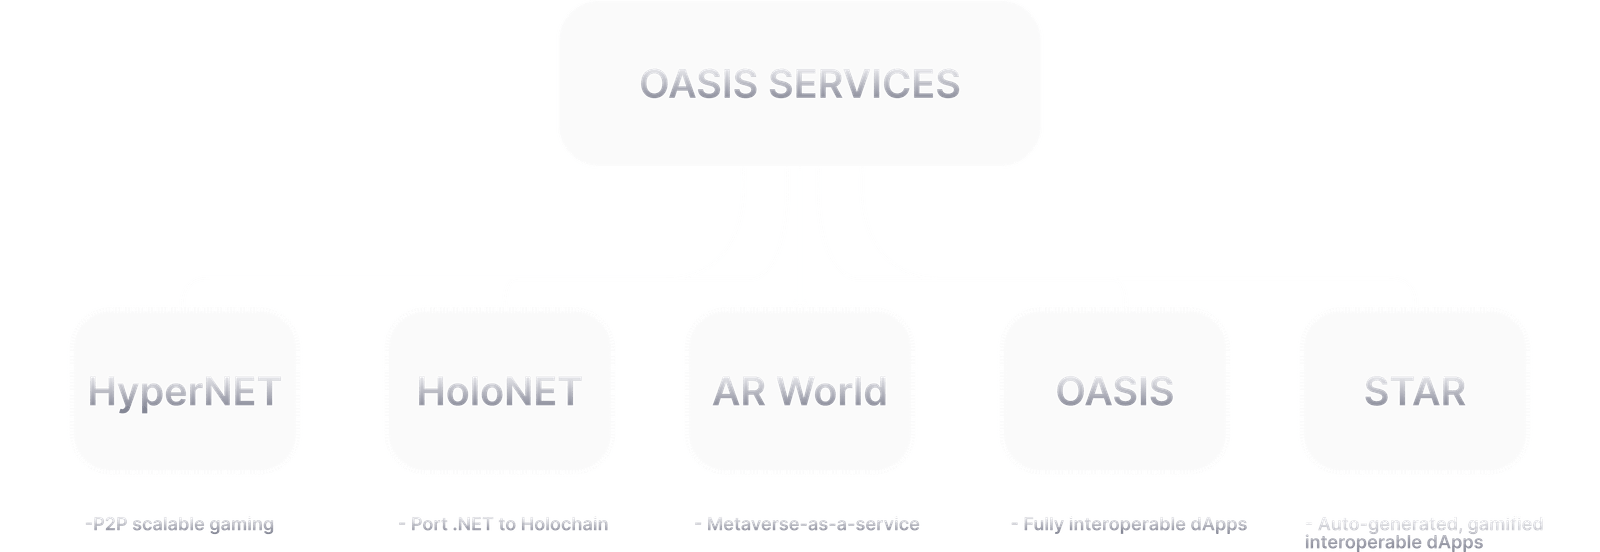 OASIS SERVICES
HyperNET
HoloNET
AR World
OASIS
STAR
-P2P scalable gaming
- Port .NET to Holochain
- Metaverse-as-a-service
- Fully interoperable dApps
- Auto-generated, gamified
interoperable dApps